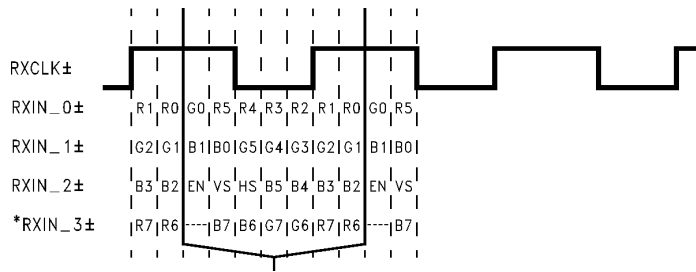 RXCLK±
RXIN_0± R1 R0 G0 R5 R4 R3 R2 R1 R0 G0 R5
RXIN_1± G2 G1 B1 B0 G5 G4 G3 G2 G1 B1 B0
RXIN_2± B3 B2 EN VS HS B5 B4 B3 B2 EN VS
*RXIN_3± R7 R6 ---- B7 B6 G7 G6 R7 R6 ---- B7